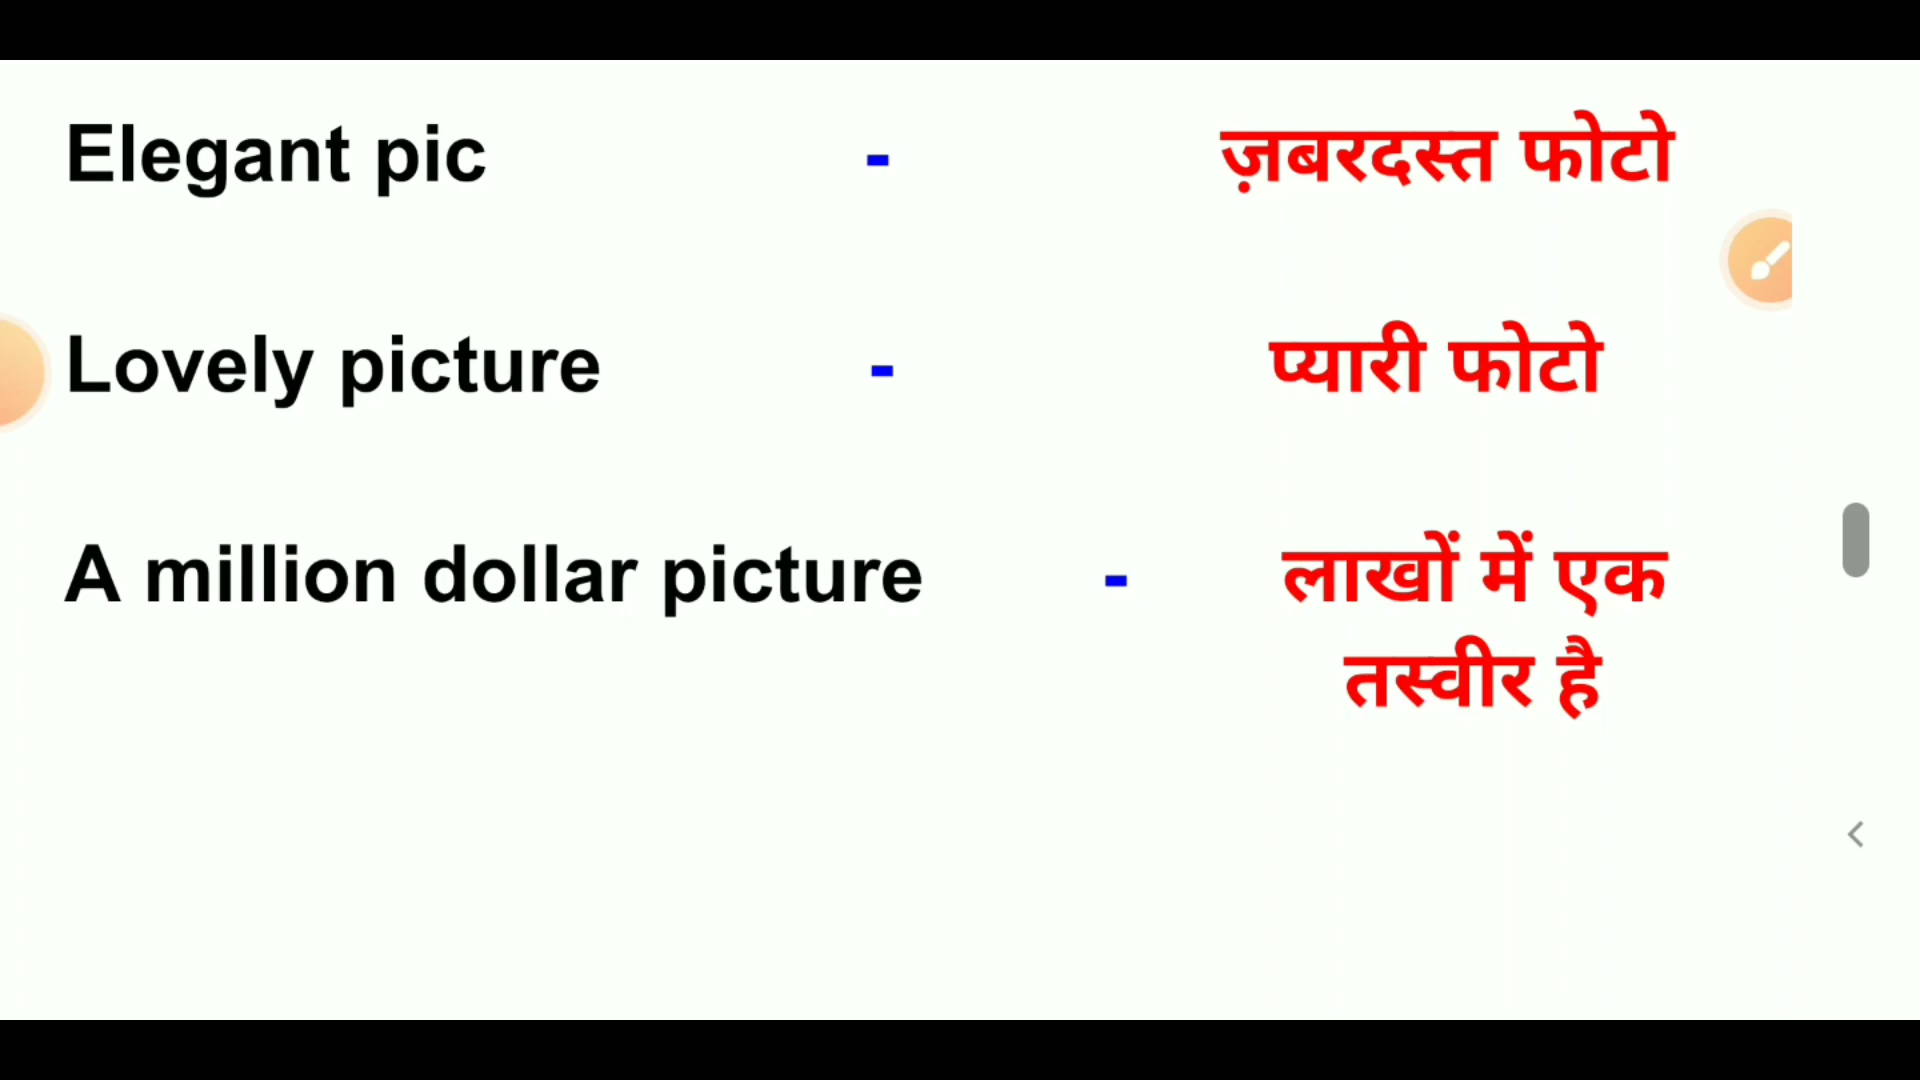 Elegant pic - ज़बरदस्त फोटो
Lovely picture - प्यारी फोटो
A million dollar picture - लाखों में एक
तस्वीर है